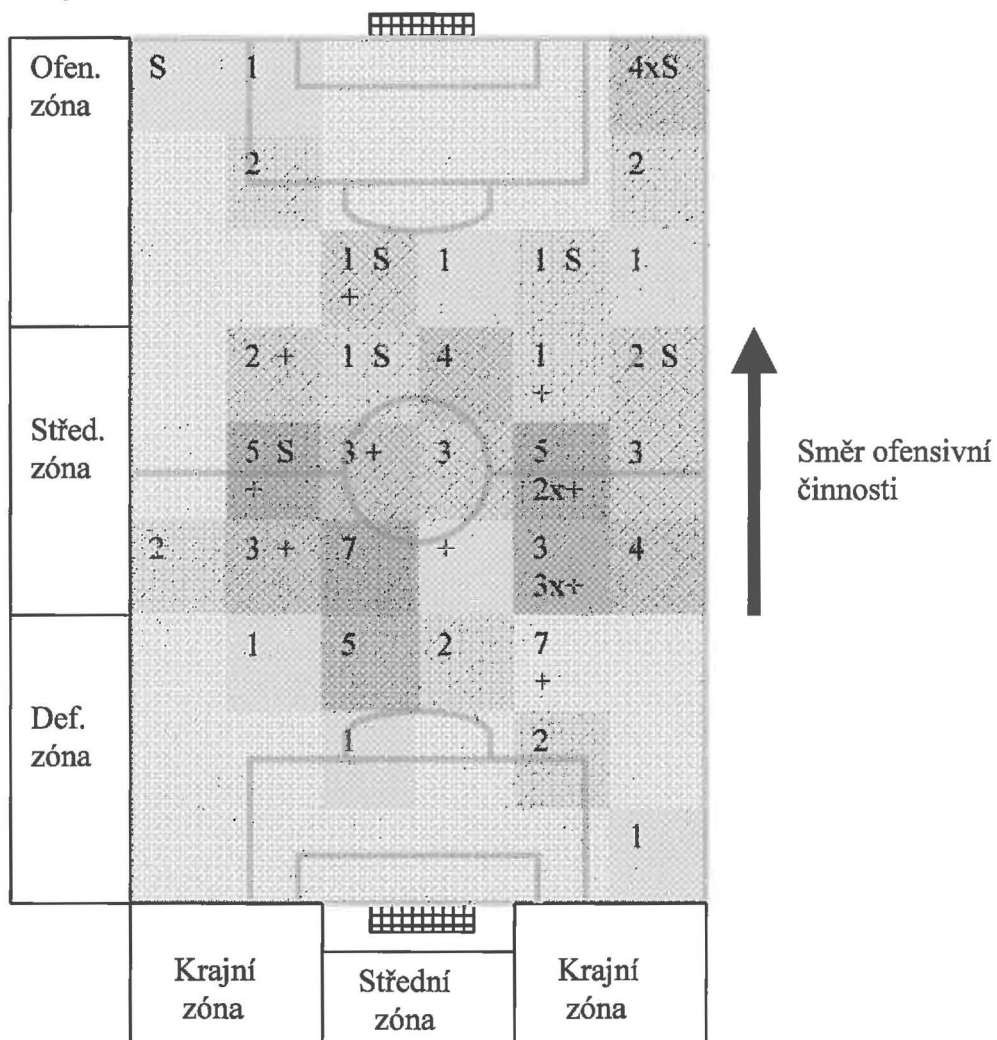 Ofen.
zóna
S 1 4xS
2 2
1 S 1 1 S 1
+
2 + 1 S 4 1 2 S
+
Střed.
zóna
5 S 3 + 3 5 3
+ 2x+
2 3 + 7 + 3 4
3x+
1 5 2 7
+
Def.
zóna
1 2
1
Směr ofensivní
činnosti
Krajní
zóna
Střední
zóna
Krajní
zóna